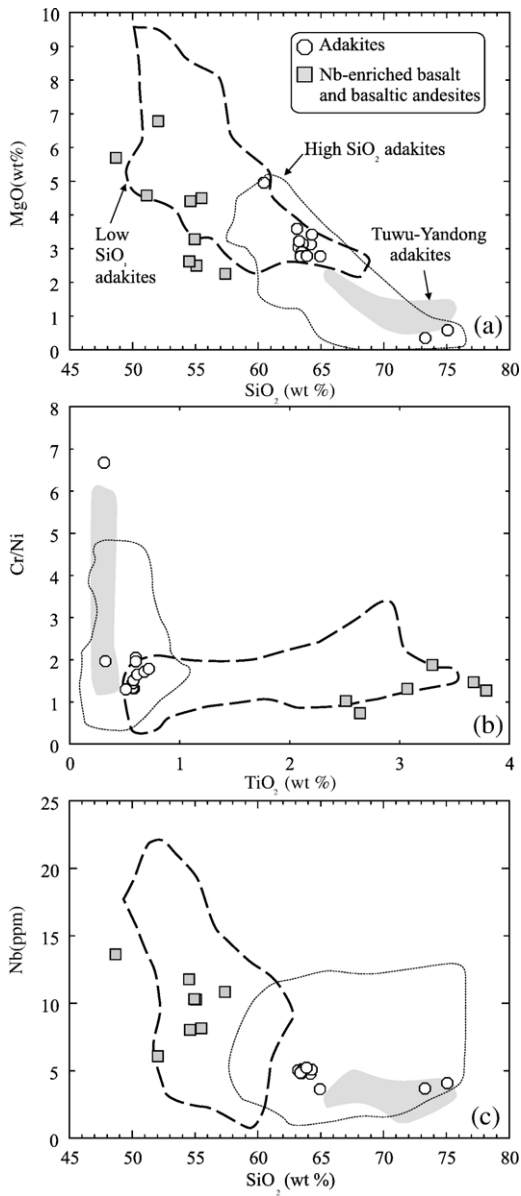 10
9
8
7
6
5
4
3
2
1
0
MgO(wt%)
Adakites
Nb-enriched basalt
and basaltic andesites
High SiO₂ adakites
Low
SiO₂
adakites
Tuwu-Yandong
adakites
(a)
45 50 55 60 65 70 75 80
SiO₂ (wt %)
8
7
6
5
4
3
2
1
0
Cr/Ni
(b)
0 1 2 3 4
TiO₂ (wt %)
25
20
15
10
5
0
Nb(ppm)
(c)
45 50 55 60 65 70 75 80
SiO₂ (wt %)